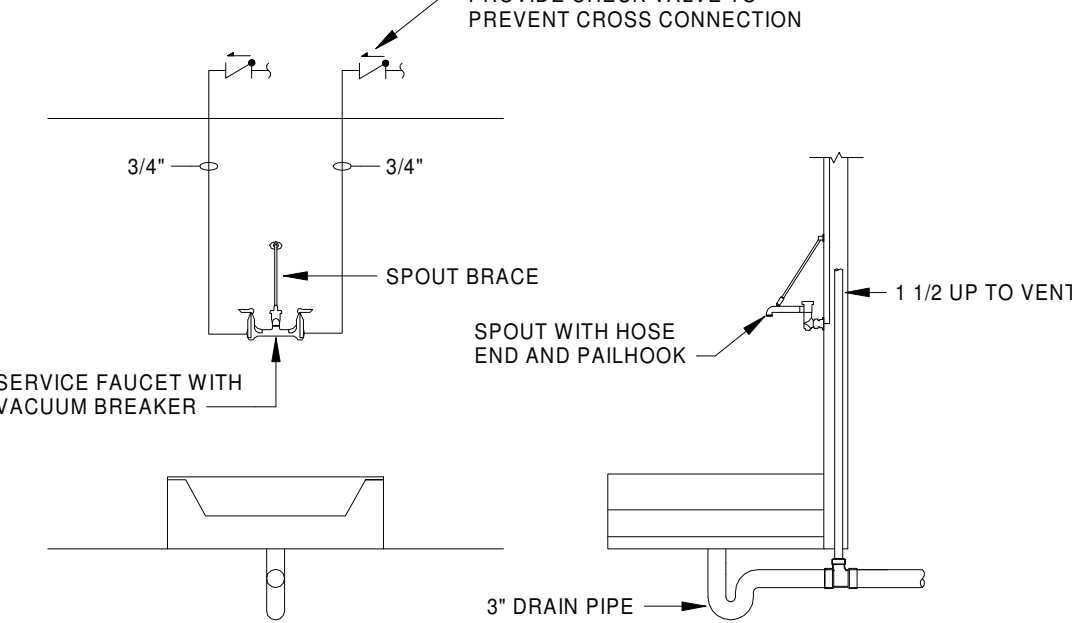 PROVIDE CHECK VALVE TO
PREVENT CROSS CONNECTION
3/4"
3/4"
SPOUT BRACE
1 1/2 UP TO VENT
SPOUT WITH HOSE
END AND PAILHOOK
SERVICE FAUCET WITH
VACUUM BREAKER
3" DRAIN PIPE